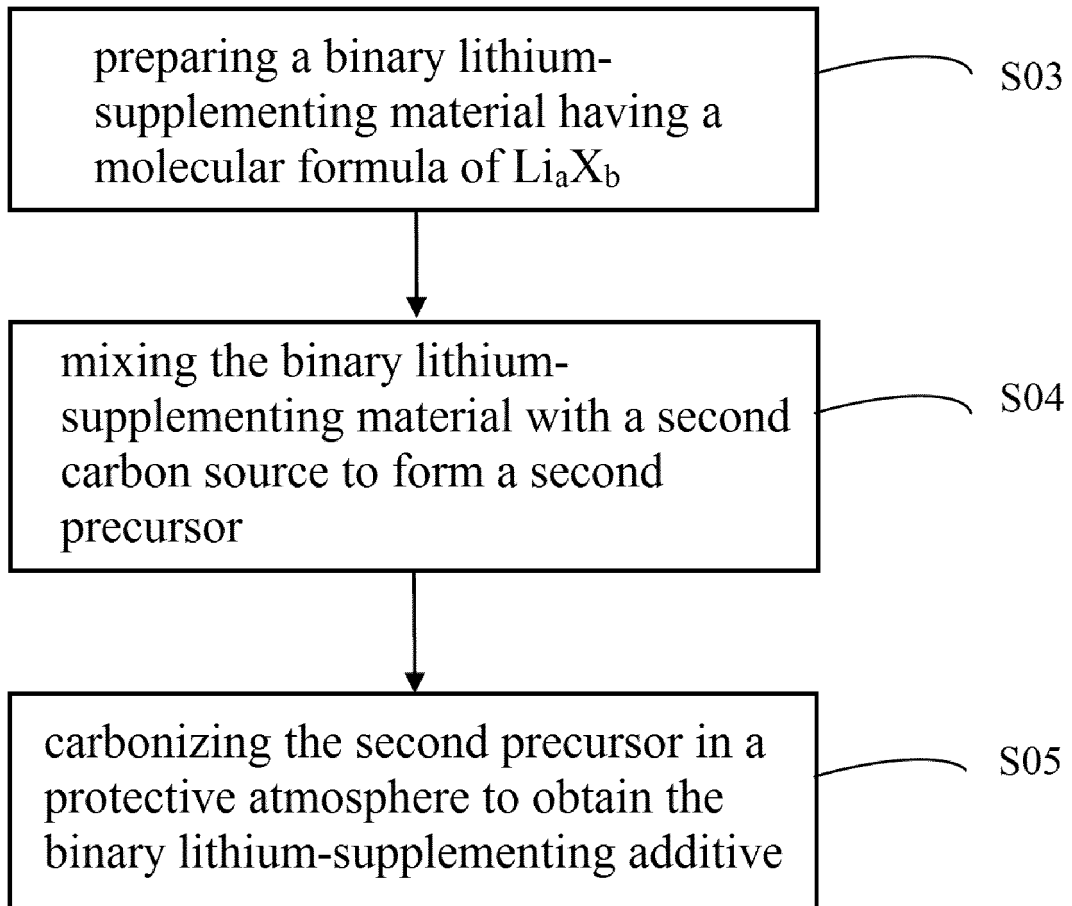 preparing a binary lithium-
supplementing material having a
molecular formula of LiₐX_b
S03
mixing the binary lithium-
supplementing material with a second
carbon source to form a second
precursor
S04
carbonizing the second precursor in a
protective atmosphere to obtain the
binary lithium-supplementing additive
S05